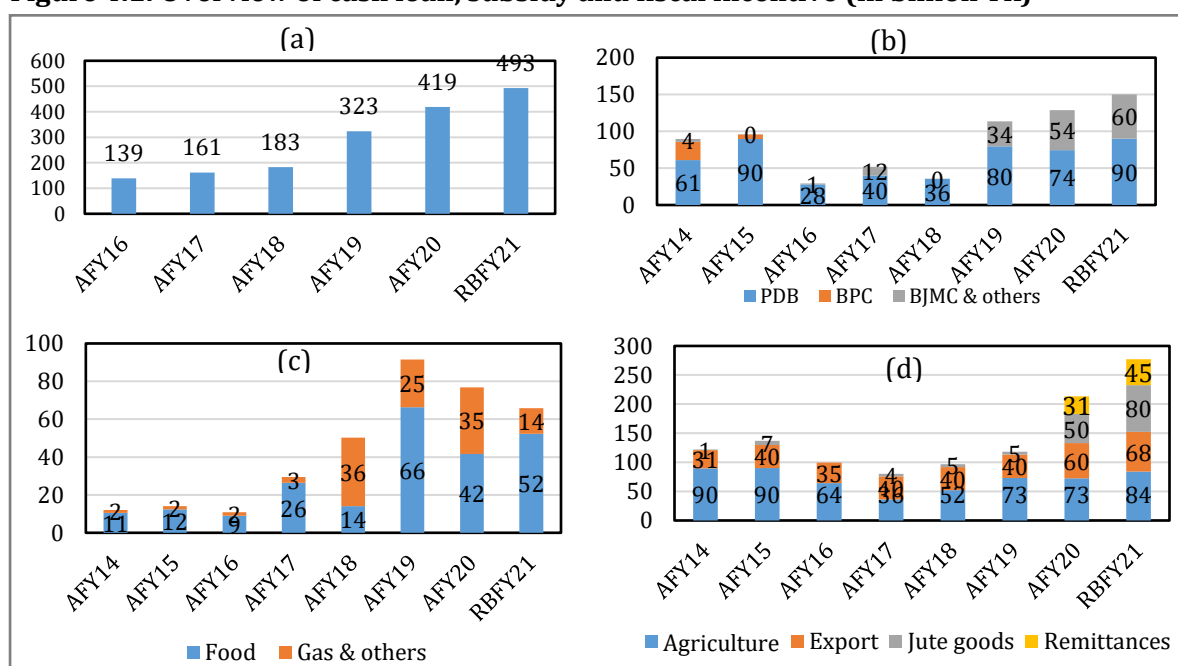 Figure Overview of cash loan, subsidy and fiscal incentive (in billion Tk)
(a)
600
500
400
300
200
100
0
139
161
183
323
419
493
AFY16
AFY17
AFY18
AFY19
AFY20
RBFY21
(b)
200
150
100
50
0
4
61
0
90
1
28
12
40
0
36
34
80
54
74
60
90
AFY14
AFY15
AFY16
AFY17
AFY18
AFY19
AFY20
RBFY21
PDB BPC BJMC & others
(c)
100
80
60
40
20
0
2
11
2
12
2
9
3
26
36
14
25
66
35
42
14
52
AFY14
AFY15
AFY16
AFY17
AFY18
AFY19
AFY20
RBFY21
Food Gas & others
(d)
300
250
200
150
100
50
0
1
31
90
7
40
90
35
64
4
40
36
5
40
52
5
40
73
31
50
60
73
45
80
68
84
AFY14
AFY15
AFY16
AFY17
AFY18
AFY19
AFY20
RBFY21
Agriculture Export Jute goods Remittances